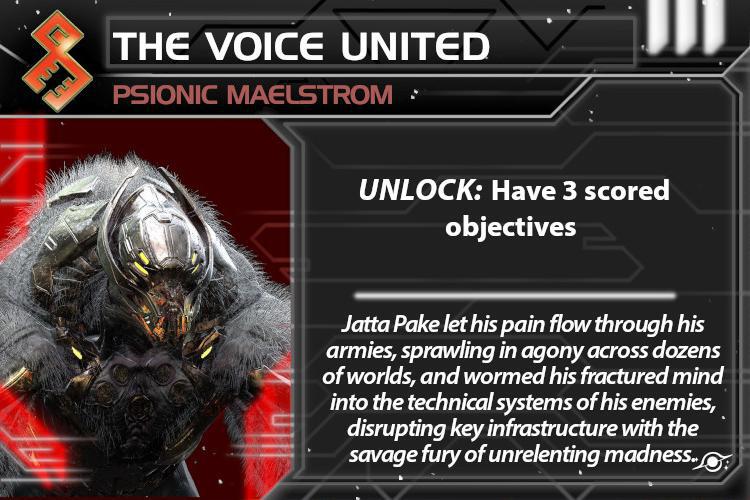 THE VOICE UNITED
PSIONIC MAELSTROM
UNLOCK: Have 3 scored
objectives
Jatta Pake let his pain flow through his
armies, sprawling in agony across dozens
of worlds, and wormed his fractured mind
into the technical systems of his enemies,
disrupting key infrastructure with the
savage fury of unrelenting madness.